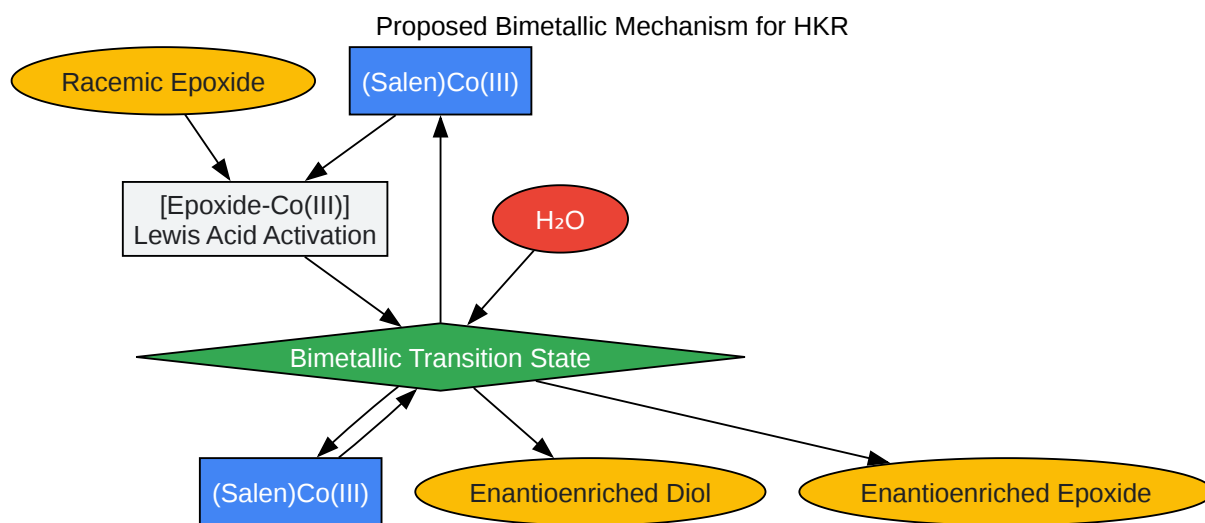 Proposed Bimetallic Mechanism for HKR
Racemic Epoxide
(Salen)Co(III)
[Epoxide-Co(III)]
Lewis Acid Activation
H₂O
Bimetallic Transition State
(Salen)Co(III)
Enantioenriched Diol
Enantioenriched Epoxide